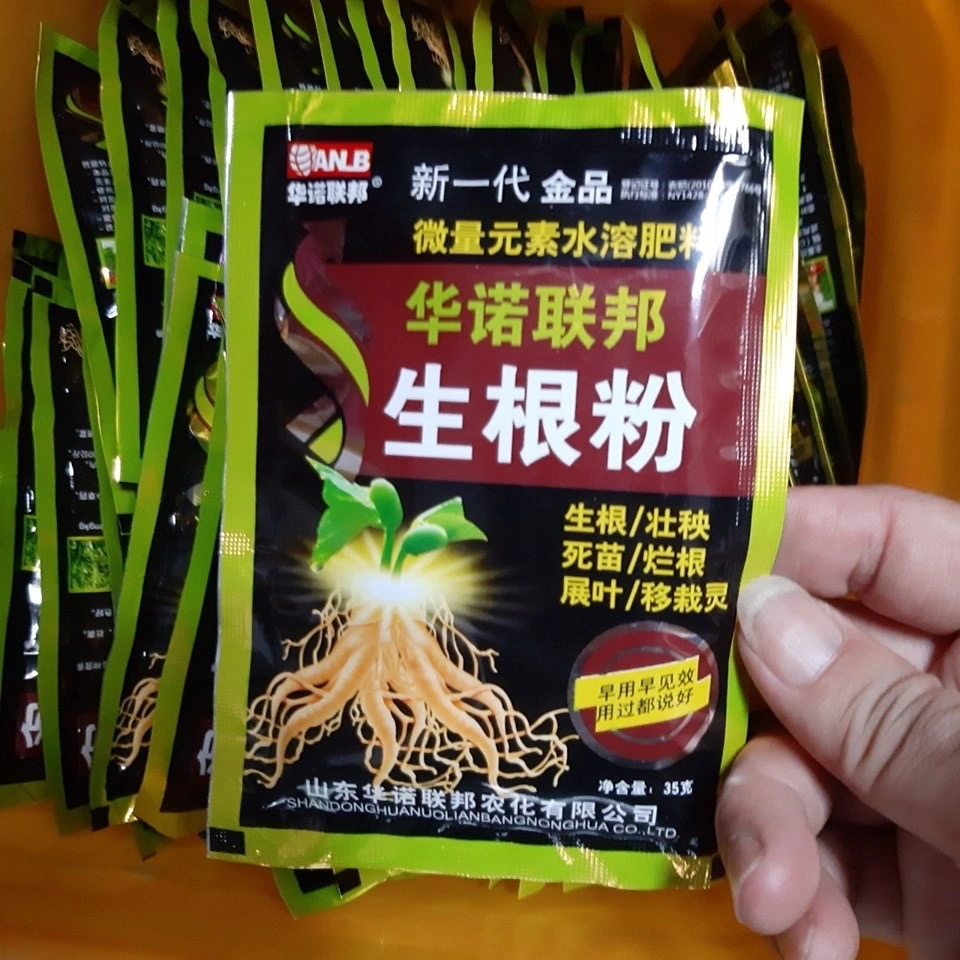 ANLB
华诺联邦®
新一代 金品
微量元素水溶肥料
华诺联邦
生根粉
生根/壮秧
死苗/烂根
展叶/移栽灵
早用早见效
用过都说好
净含量：35克
山东华诺联邦农化有限公司
SHANDONGHUANUOLIANBANGNONGHUA CO.,LTD.